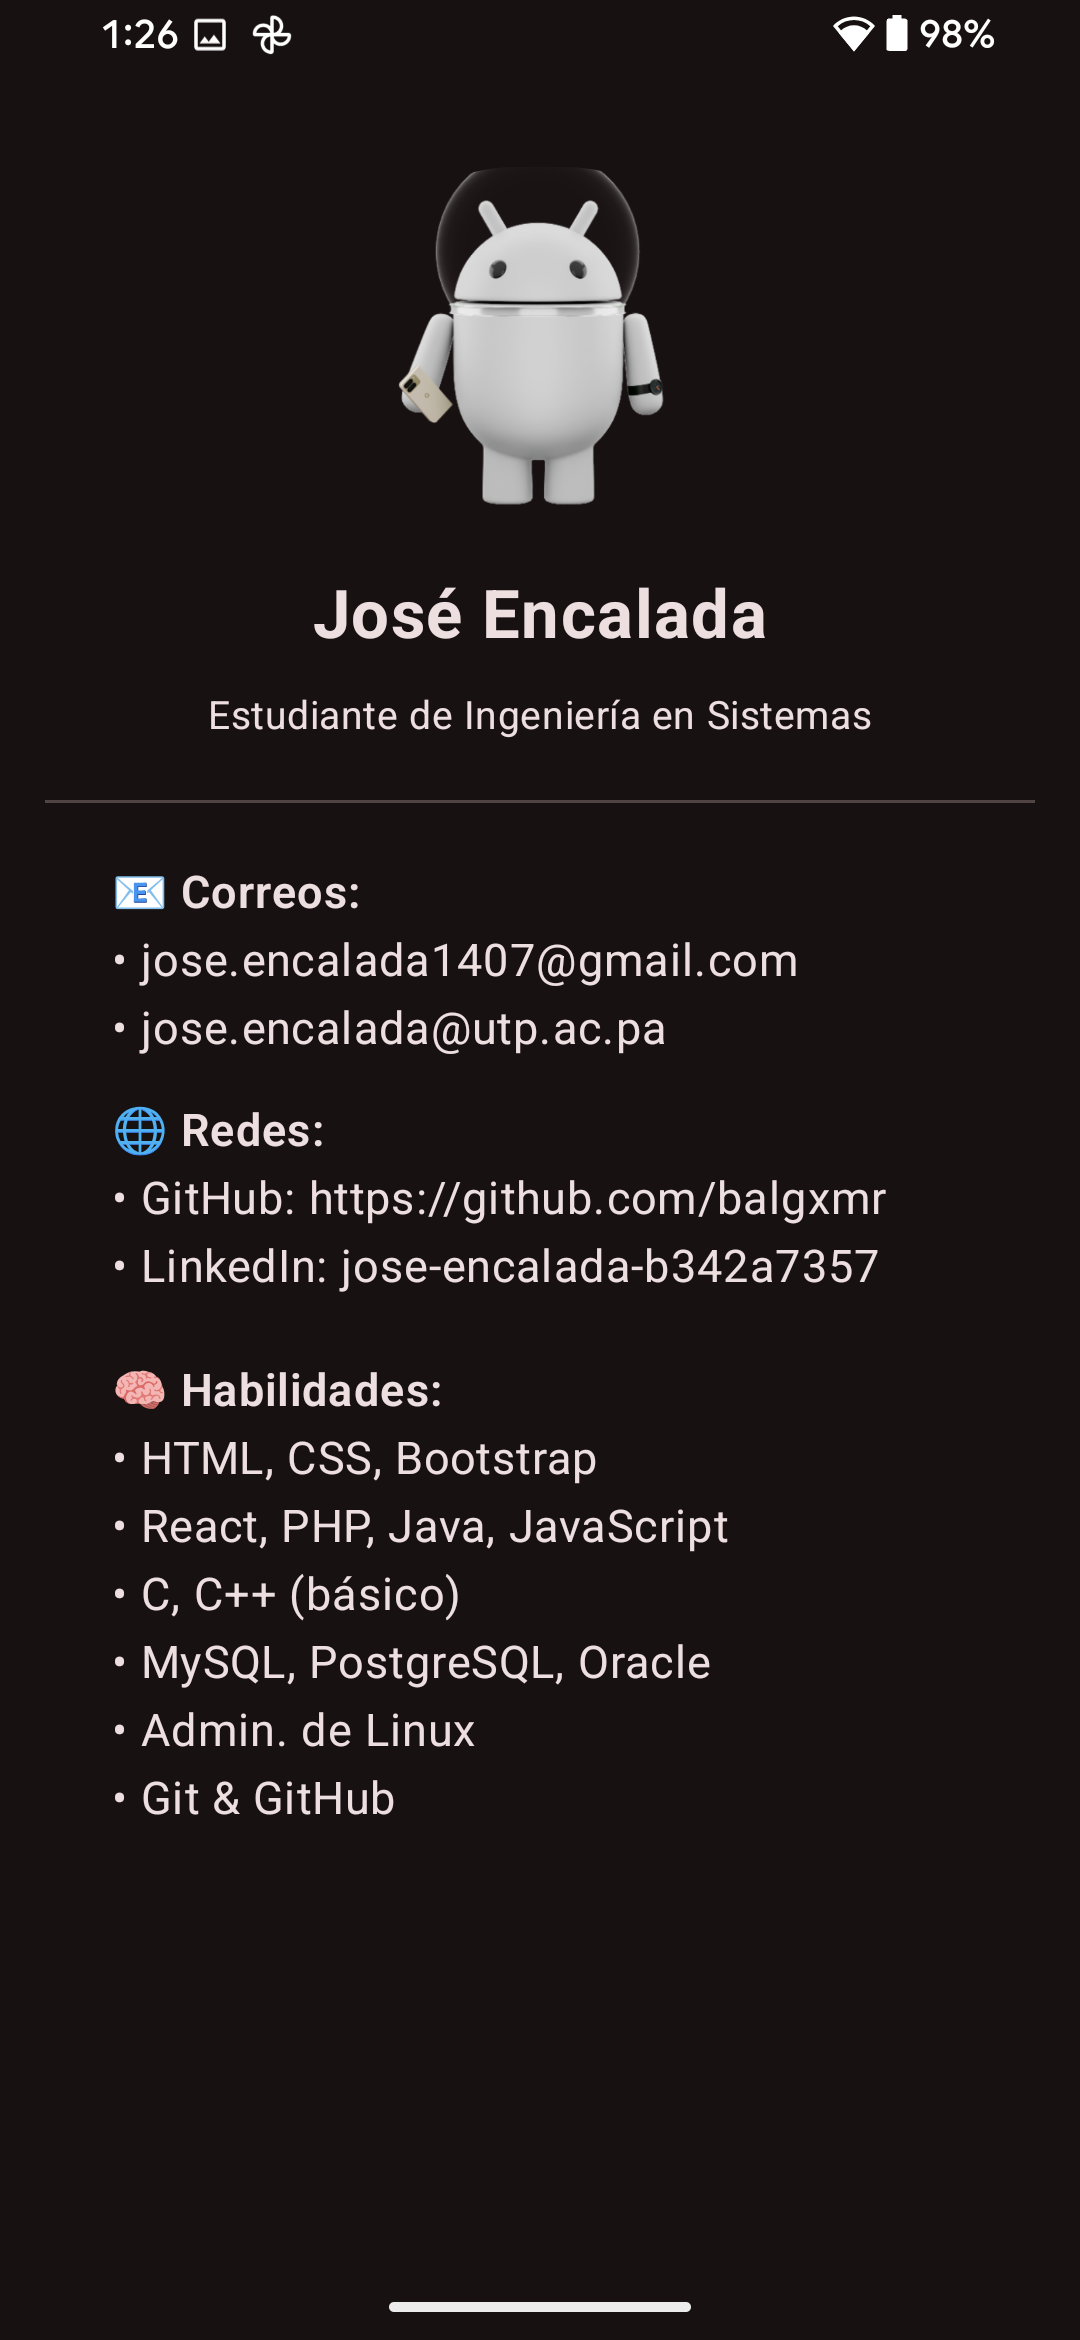 1:26 98%
José Encalada
Estudiante de Ingeniería en Sistemas
📧 Correos:
• jose.encalada1407@gmail.com
• jose.encalada@utp.ac.pa
🌐 Redes:
• GitHub: https://github.com/balgxmr
• LinkedIn: jose-encalada-b342a7357
🧠 Habilidades:
• HTML, CSS, Bootstrap
• React, PHP, Java, JavaScript
• C, C++ (básico)
• MySQL, PostgreSQL, Oracle
• Admin. de Linux
• Git & GitHub